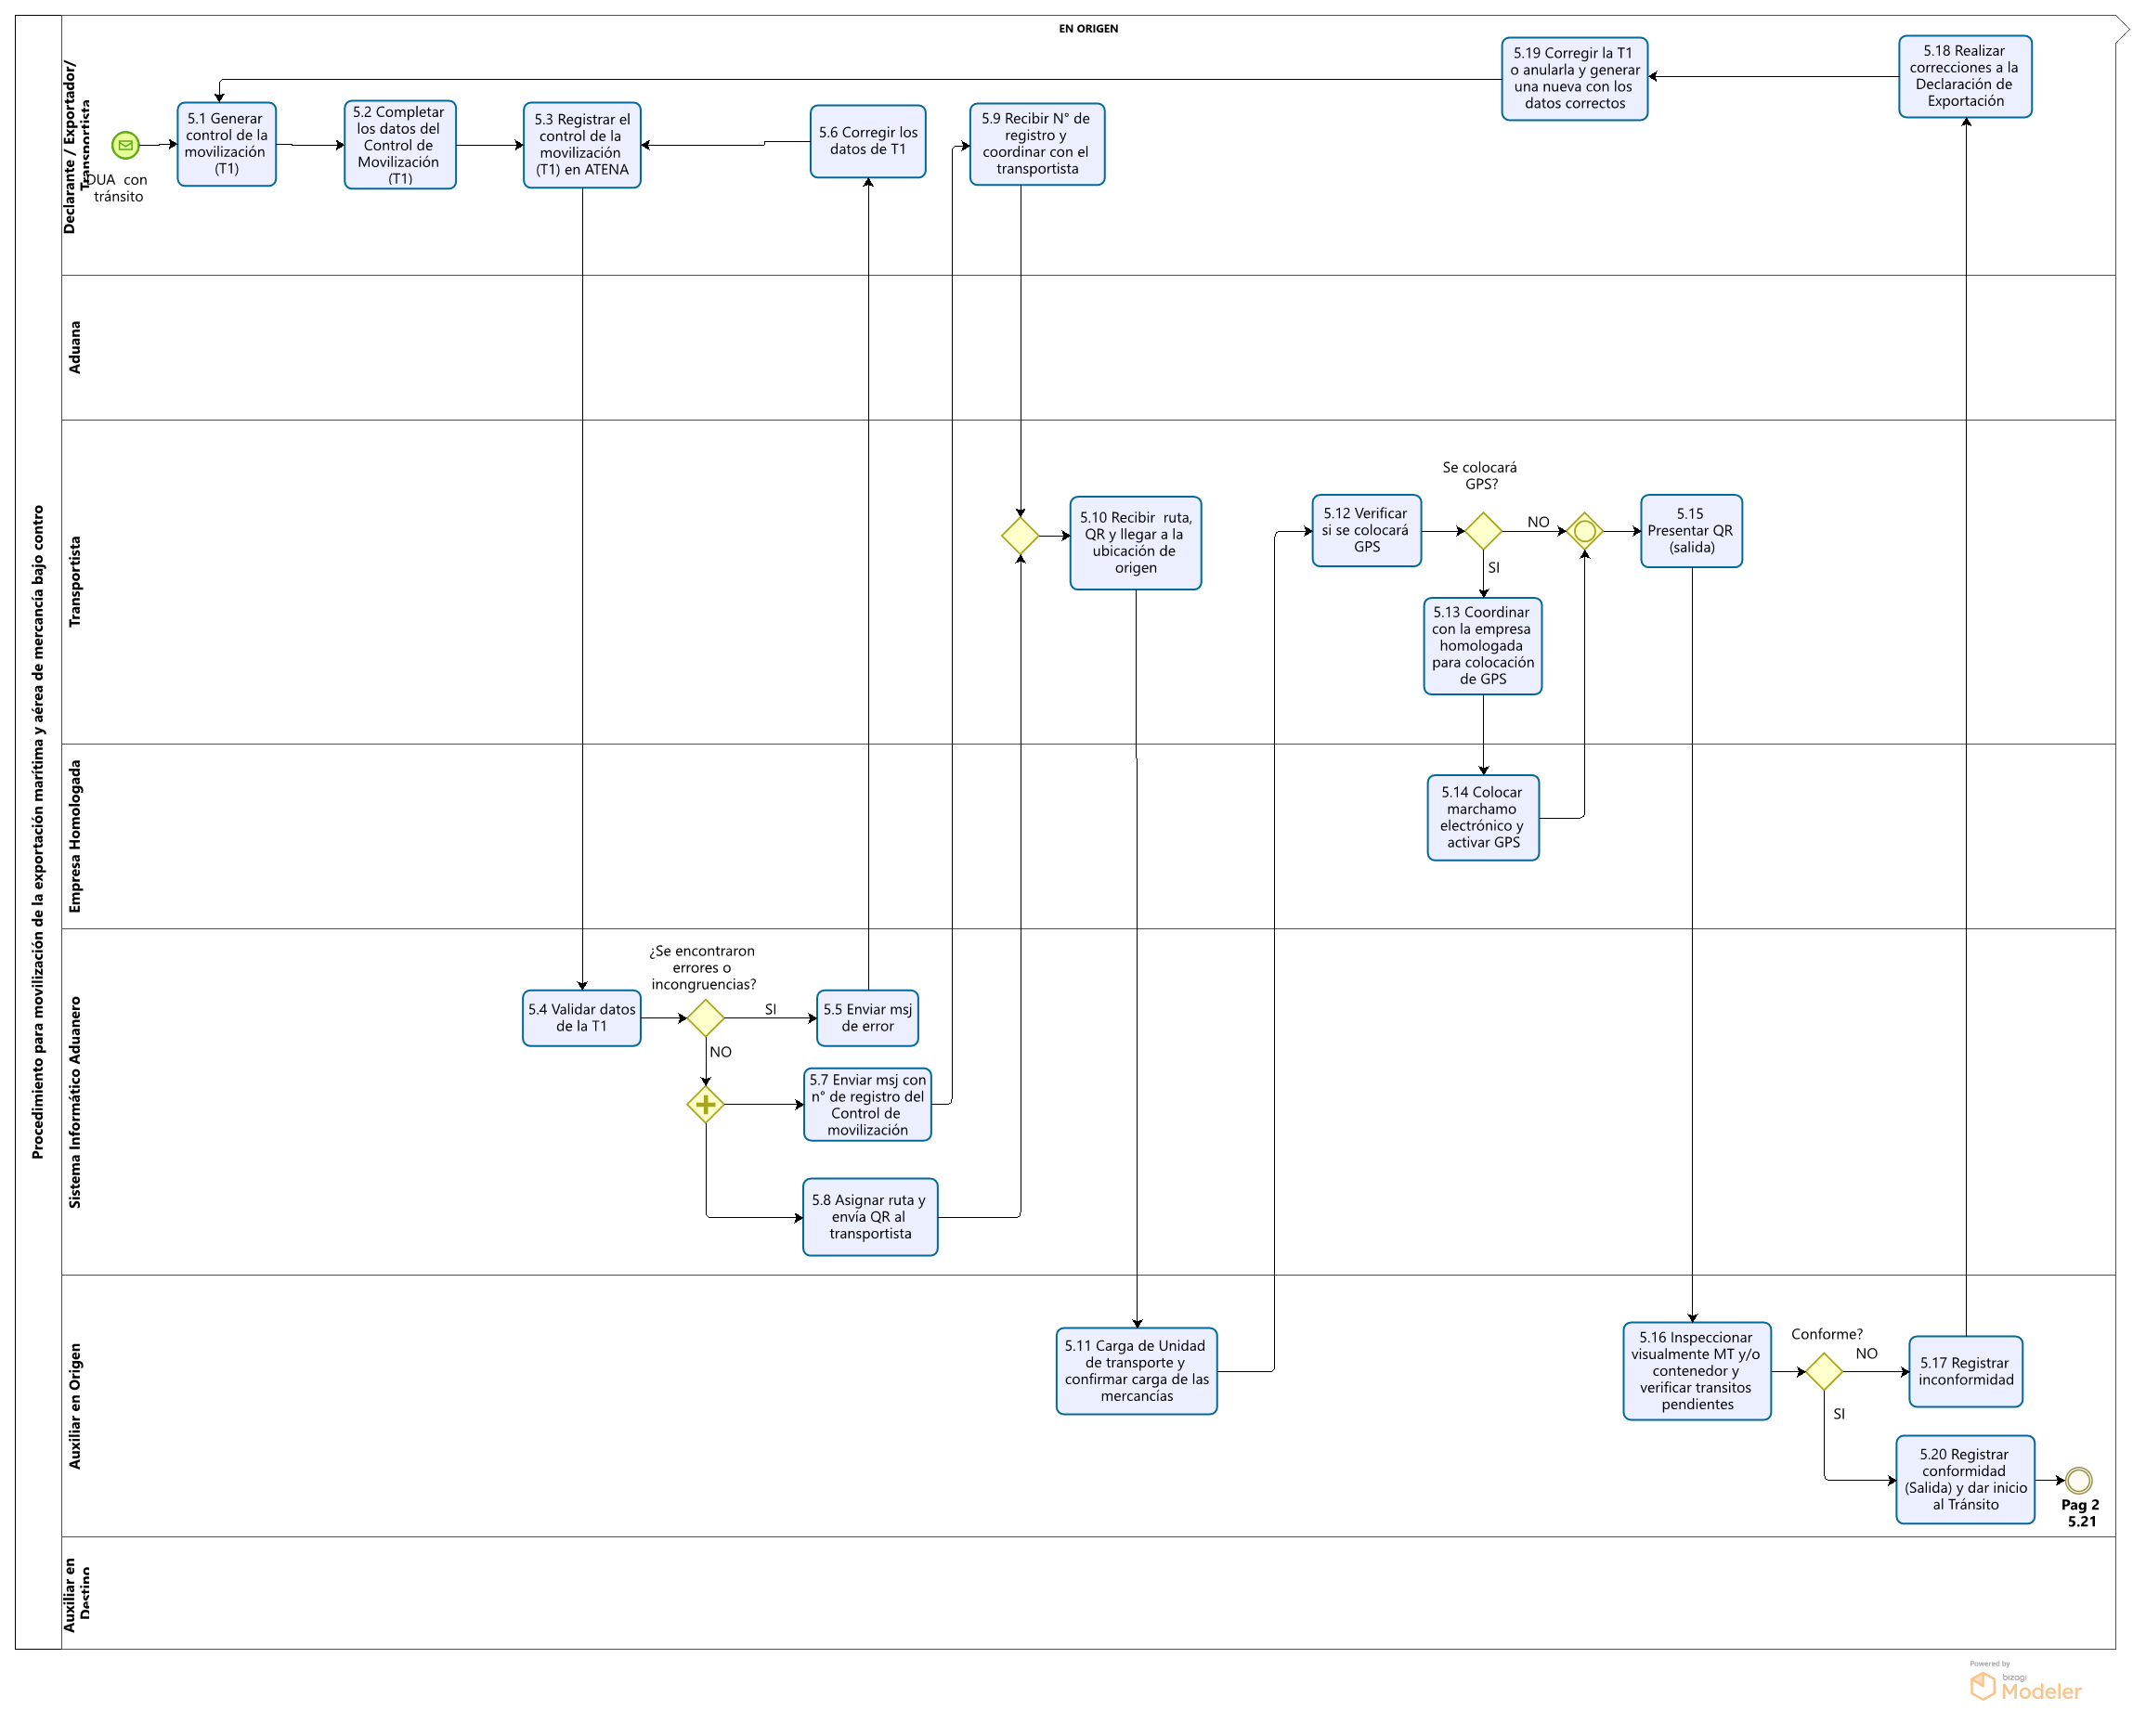 EN ORIGEN
Procedimiento para movilización de la exportación marítima y aérea de mercancía bajo contro
Declarante / Exportador/
Transportista
DUA  con
tránsito
5.1 Generar
control de la
movilización
(T1)
5.2 Completar
los datos del
Control de
Movilización
(T1)
5.3 Registrar el
control de la
movilización
(T1) en ATENA
5.6 Corregir los
datos de T1
5.9 Recibir N° de
registro y
coordinar con el
transportista
5.19 Corregir la T1
o anularla y generar
una nueva con los
datos correctos
5.18 Realizar
correcciones a la
Declaración de
Exportación
Aduana
Transportista
5.10 Recibir  ruta,
QR y llegar a la
ubicación de
origen
5.12 Verificar
si se colocará
GPS
Se colocará
GPS?
NO
SI
5.13 Coordinar
con la empresa
homologada
para colocación
de GPS
5.15
Presentar QR
(salida)
Empresa Homologada
5.14 Colocar
marchamo
electrónico y
activar GPS
Sistema Informático Aduanero
5.4 Validar datos
de la T1
¿Se encontraron
errores o
incongruencias?
SI
NO
5.5 Enviar msj
de error
5.7 Enviar msj con
n° de registro del
Control de
movilización
5.8 Asignar ruta y
envía QR al
transportista
Auxiliar en Origen
5.11 Carga de Unidad
de transporte y
confirmar carga de las
mercancías
5.16 Inspeccionar
visualmente MT y/o
contenedor y
verificar transitos
pendientes
Conforme?
NO
SI
5.17 Registrar
inconformidad
5.20 Registrar
conformidad
(Salida) y dar inicio
al Tránsito
Pag 2
5.21
Auxiliar en
Destino
Powered by
bizagi
Modeler